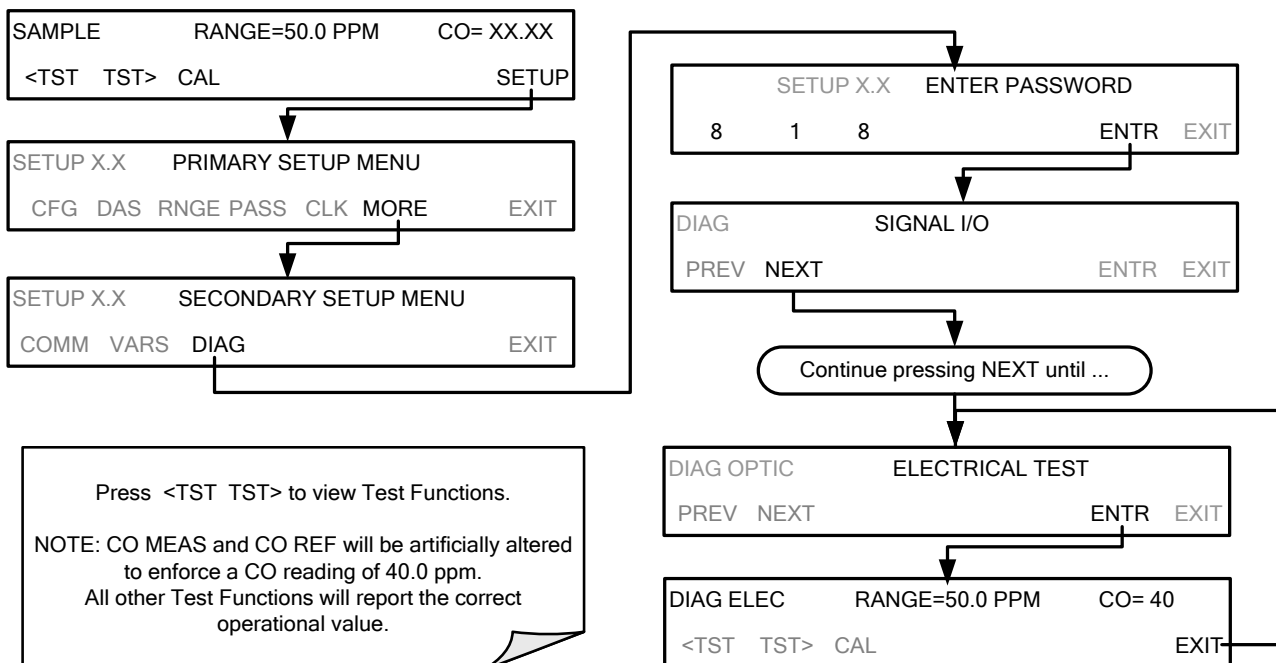 SAMPLE RANGE=50.0 PPM CO= XX.XX
<TST TST> CAL SETUP
SETUP X.X PRIMARY SETUP MENU
CFG DAS RNGE PASS CLK MORE EXIT
SETUP X.X SECONDARY SETUP MENU
COMM VARS DIAG EXIT
Press <TST TST> to view Test Functions.
NOTE: CO MEAS and CO REF will be artificially altered
to enforce a CO reading of 40.0 ppm.
All other Test Functions will report the correct
operational value.
SETUP X.X ENTER PASSWORD
8 1 8 ENTR EXIT
DIAG SIGNAL I/O
PREV NEXT ENTR EXIT
Continue pressing NEXT until ...
DIAG OPTIC ELECTRICAL TEST
PREV NEXT ENTR EXIT
DIAG ELEC RANGE=50.0 PPM CO= 40
<TST TST> CAL EXIT